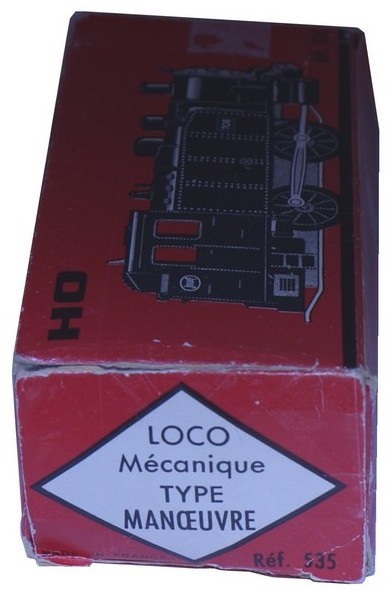 HO
LOCO
Mécanique
TYPE
MANŒUVRE
Réf. 535